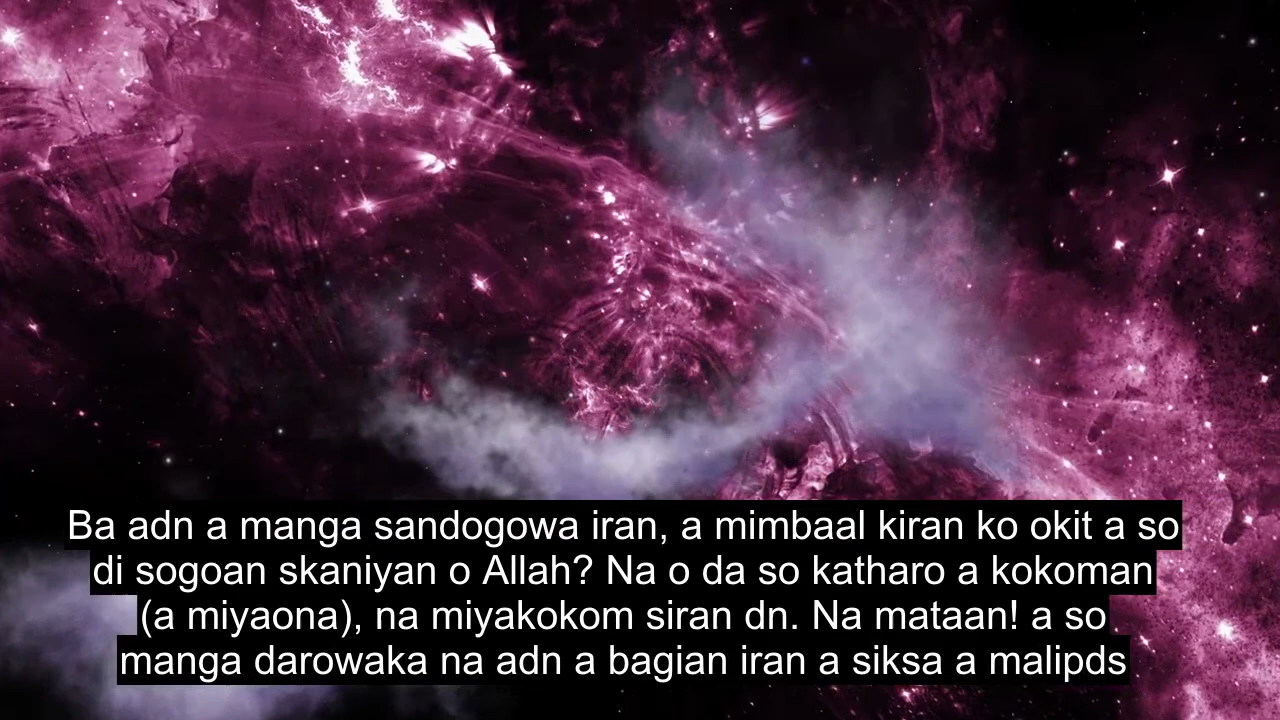 Ba adn a manga sandogowa iran, a mimbaal kiran ko okit a so
di sogoan skaniyan o Allah? Na o da so katharo a kokoman
(a miyaona), na miyakokom siran dn. Na mataan! a so
manga darowaka na adn a bagian iran a siksa a malipds